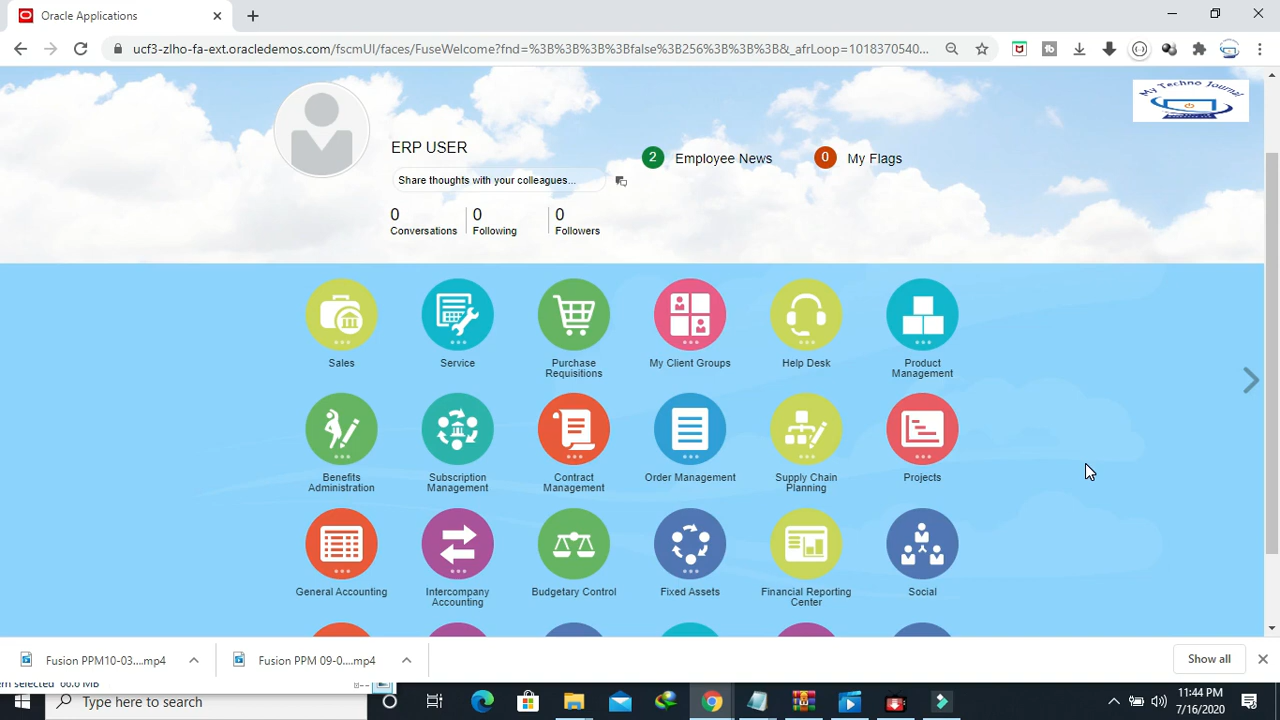 Oracle Applications
ucf3-zlho-fa-ext.oracledemos.com/fscmUI/faces/FuseWelcome?fnd=%3B%3B%3B%3Bfalse%3B256%3B%3B%3B&_afrLoop=1018370540...
My Techno Journal
ERP USER
2 Employee News
0 My Flags
Share thoughts with your colleagues...
0 0 0
Conversations Following Followers
Sales
Service
Purchase
Requisitions
My Client Groups
Help Desk
Product
Management
Benefits
Administration
Subscription
Management
Contract
Management
Order Management
Supply Chain
Planning
Projects
General Accounting
Intercompany
Accounting
Budgetary Control
Fixed Assets
Financial Reporting
Center
Social
Fusion PPM10-03....mp4
Fusion PPM 09-0....mp4
Show all
Type here to search
11:44 PM
7/16/2020